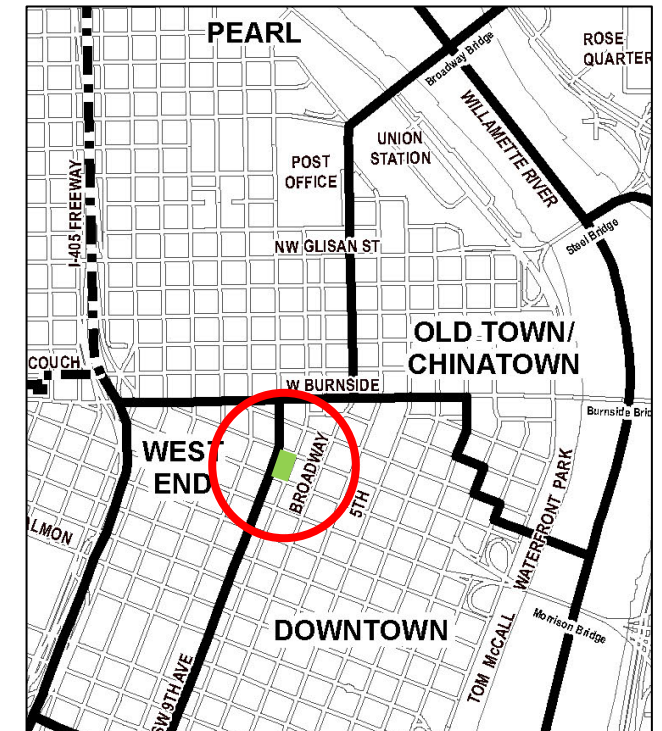 PEARL
ROSE
QUARTER
Broadway Bridge
WILLAMETTE RIVER
UNION
STATION
POST
OFFICE
I-405 FREEWAY
NW GLISAN ST
Steel Bridge
OLD TOWN/
CHINATOWN
COUCH
W BURNSIDE
Burnside Bric
WEST
END
BROADWAY
5TH
ALMON
TOM McCALL WATERFRONT PARK
Morrison Bridge
DOWNTOWN
SW 9TH AVE